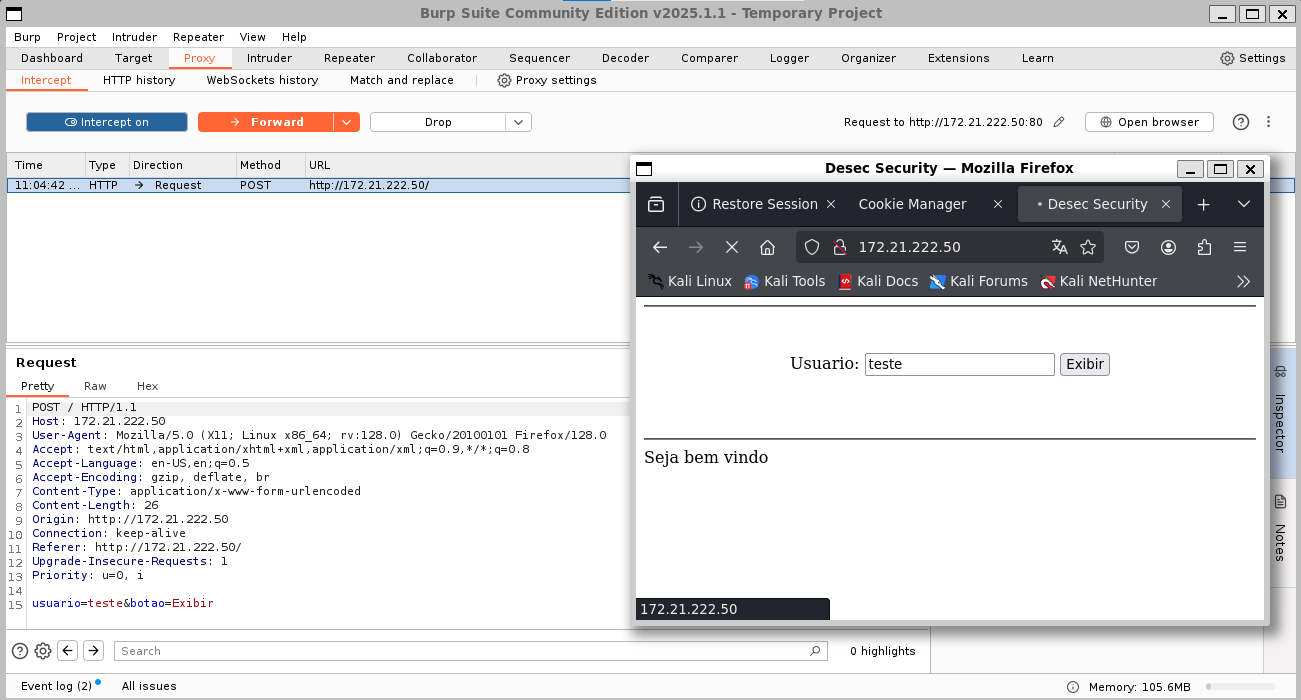 Burp Suite Community Edition v2025.1.1 - Temporary Project
Burp Project Intruder Repeater View Help
Dashboard Target Proxy Intruder Repeater Collaborator Sequencer Decoder Comparer Logger Organizer Extensions Learn Settings
Intercept HTTP history WebSockets history Match and replace Proxy settings
Intercept on Forward Drop Request to http://172.21.222.50:80 Open browser
Time Type Direction Method URL
11:04:42 ... HTTP → Request POST http://172.21.222.50/
Desec Security — Mozilla Firefox
Restore Session Cookie Manager Desec Security
172.21.222.50
Kali Linux Kali Tools Kali Docs Kali Forums Kali NetHunter
Usuario: teste Exibir
Seja bem vindo
172.21.222.50
Request
Pretty Raw Hex
1 POST / HTTP/1.1
2 Host: 172.21.222.50
3 User-Agent: Mozilla/5.0 (X11; Linux x86_64; rv:128.0) Gecko/20100101 Firefox/128.0
4 Accept: text/html,application/xhtml+xml,application/xml;q=0.9,*/*;q=0.8
5 Accept-Language: en-US,en;q=0.5
6 Accept-Encoding: gzip, deflate, br
7 Content-Type: application/x-www-form-urlencoded
8 Content-Length: 26
9 Origin: http://172.21.222.50
10 Connection: keep-alive
11 Referer: http://172.21.222.50/
12 Upgrade-Insecure-Requests: 1
13 Priority: u=0, i
14
15 usuario=teste&botao=Exibir
Inspector
Notes
Search 0 highlights
Event log (2) All issues Memory: 105.6MB